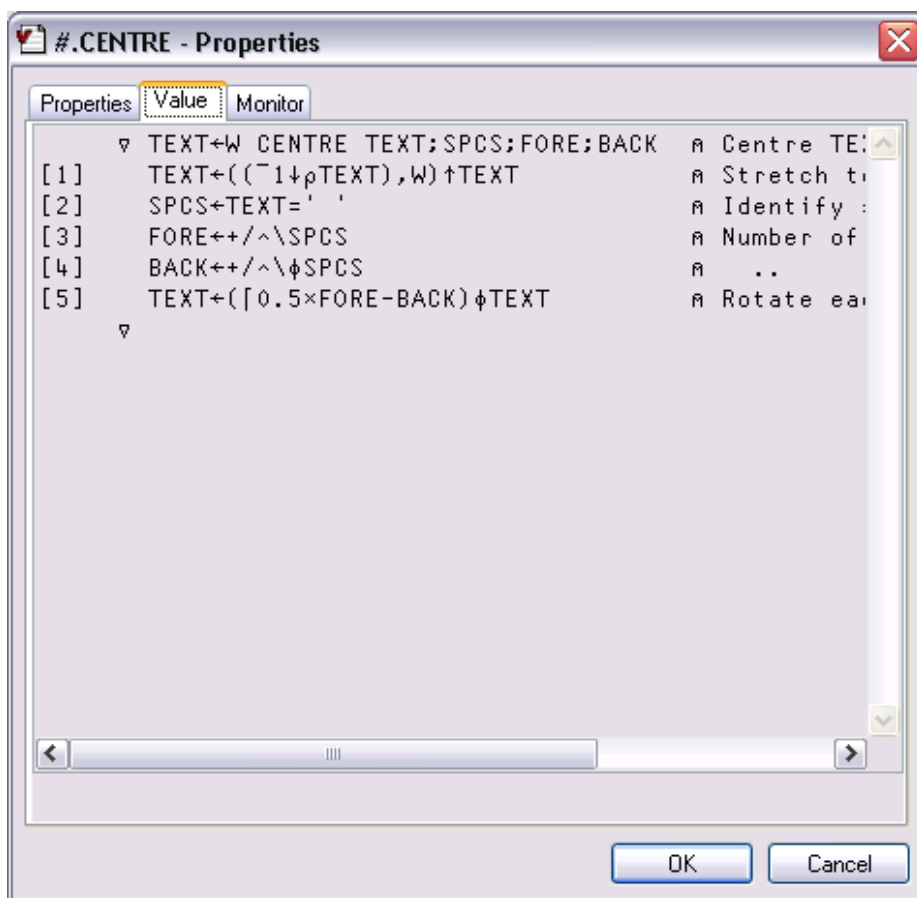 #.CENTRE - Properties
Properties Value Monitor
∇ TEXT←W CENTRE TEXT;SPCS;FORE;BACK ⍝ Centre
[1] TEXT←((¯1↓⍴TEXT),W)↑TEXT ⍝ Stretch
[2] SPCS←TEXT=' ' ⍝ Identify
[3] FORE←+/^\SPCS ⍝ Number of
[4] BACK←+/^\⌽SPCS ⍝ ..
[5] TEXT←(⌈0.5×FORE-BACK)⌽TEXT ⍝ Rotate
∇
OK Cancel